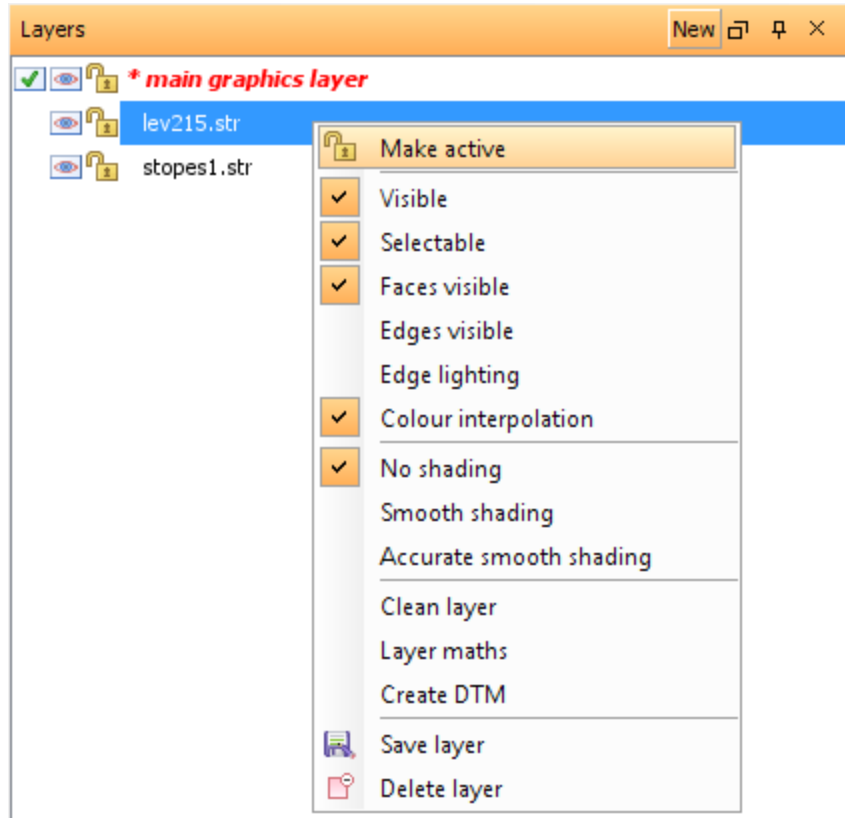 Layers New
* main graphics layer
lev215.str
stopes1.str
Make active
Visible
Selectable
Faces visible
Edges visible
Edge lighting
Colour interpolation
No shading
Smooth shading
Accurate smooth shading
Clean layer
Layer maths
Create DTM
Save layer
Delete layer